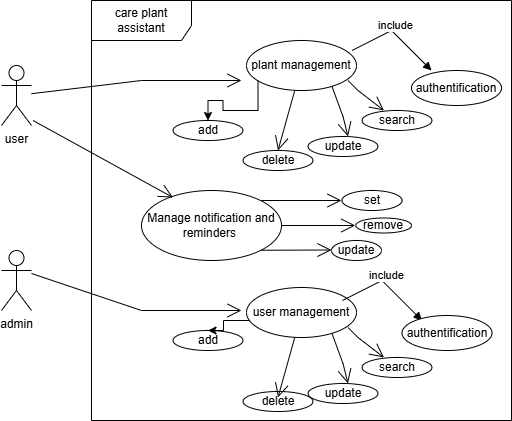 care plant
assistant
include
plant management
authentification
search
add
update
delete
user
set
Manage notification and
reminders
remove
update
include
user management
authentification
admin
add
search
update
delete